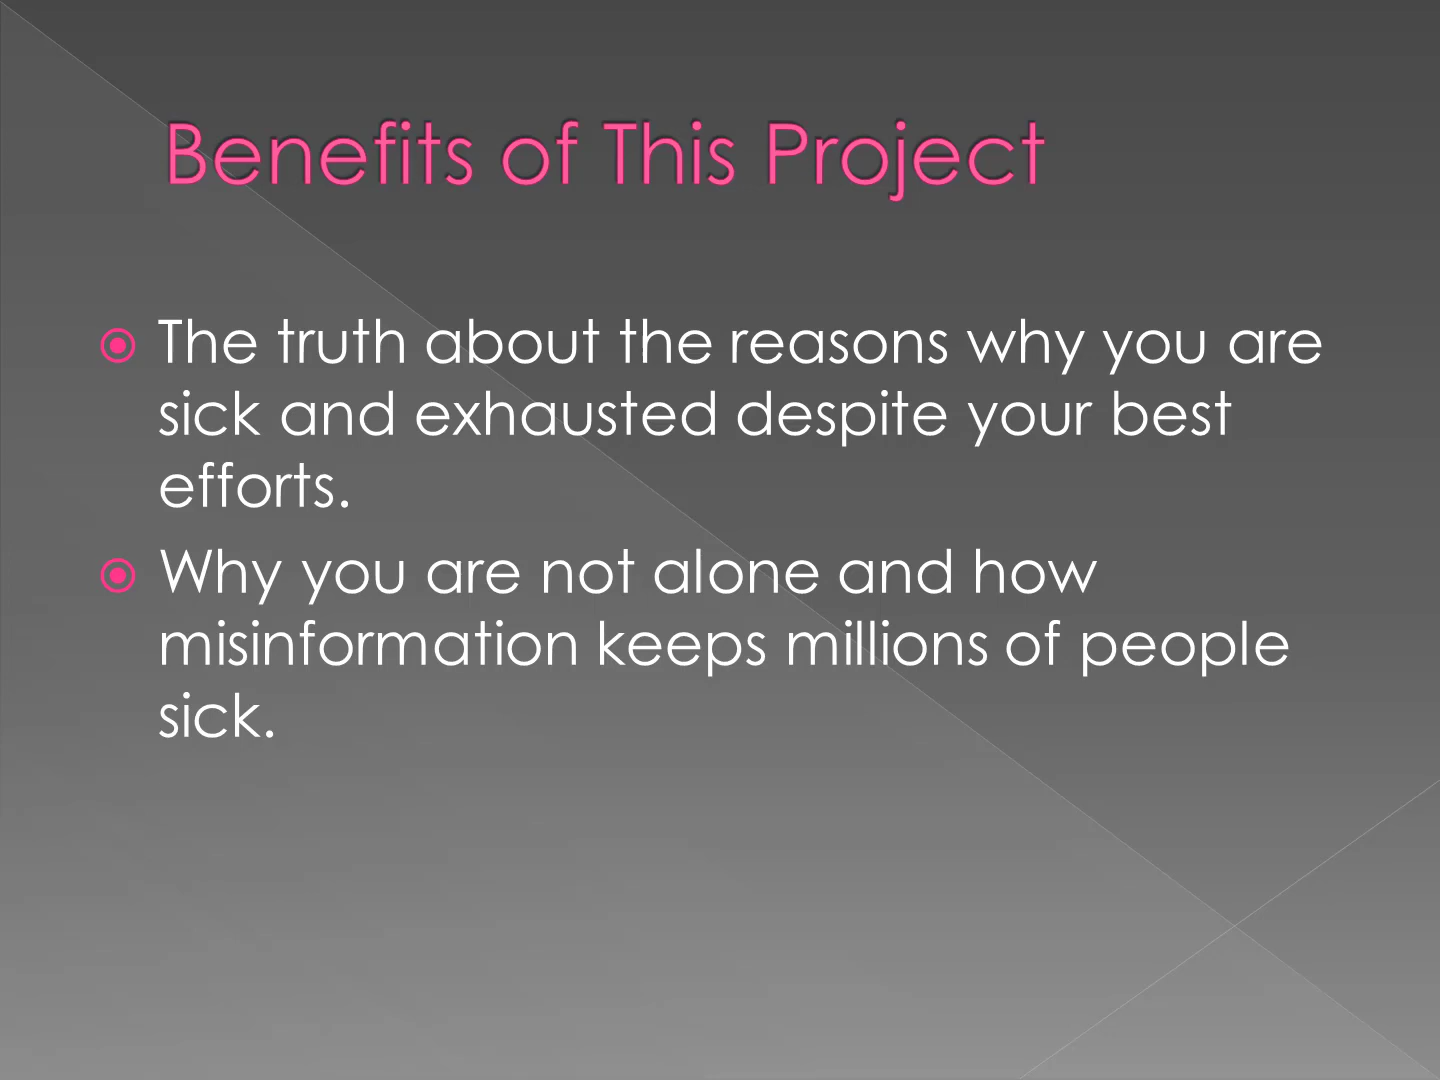 Benefits of This Project
The truth about the reasons why you are
sick and exhausted despite your best
efforts.
Why you are not alone and how
misinformation keeps millions of people
sick.